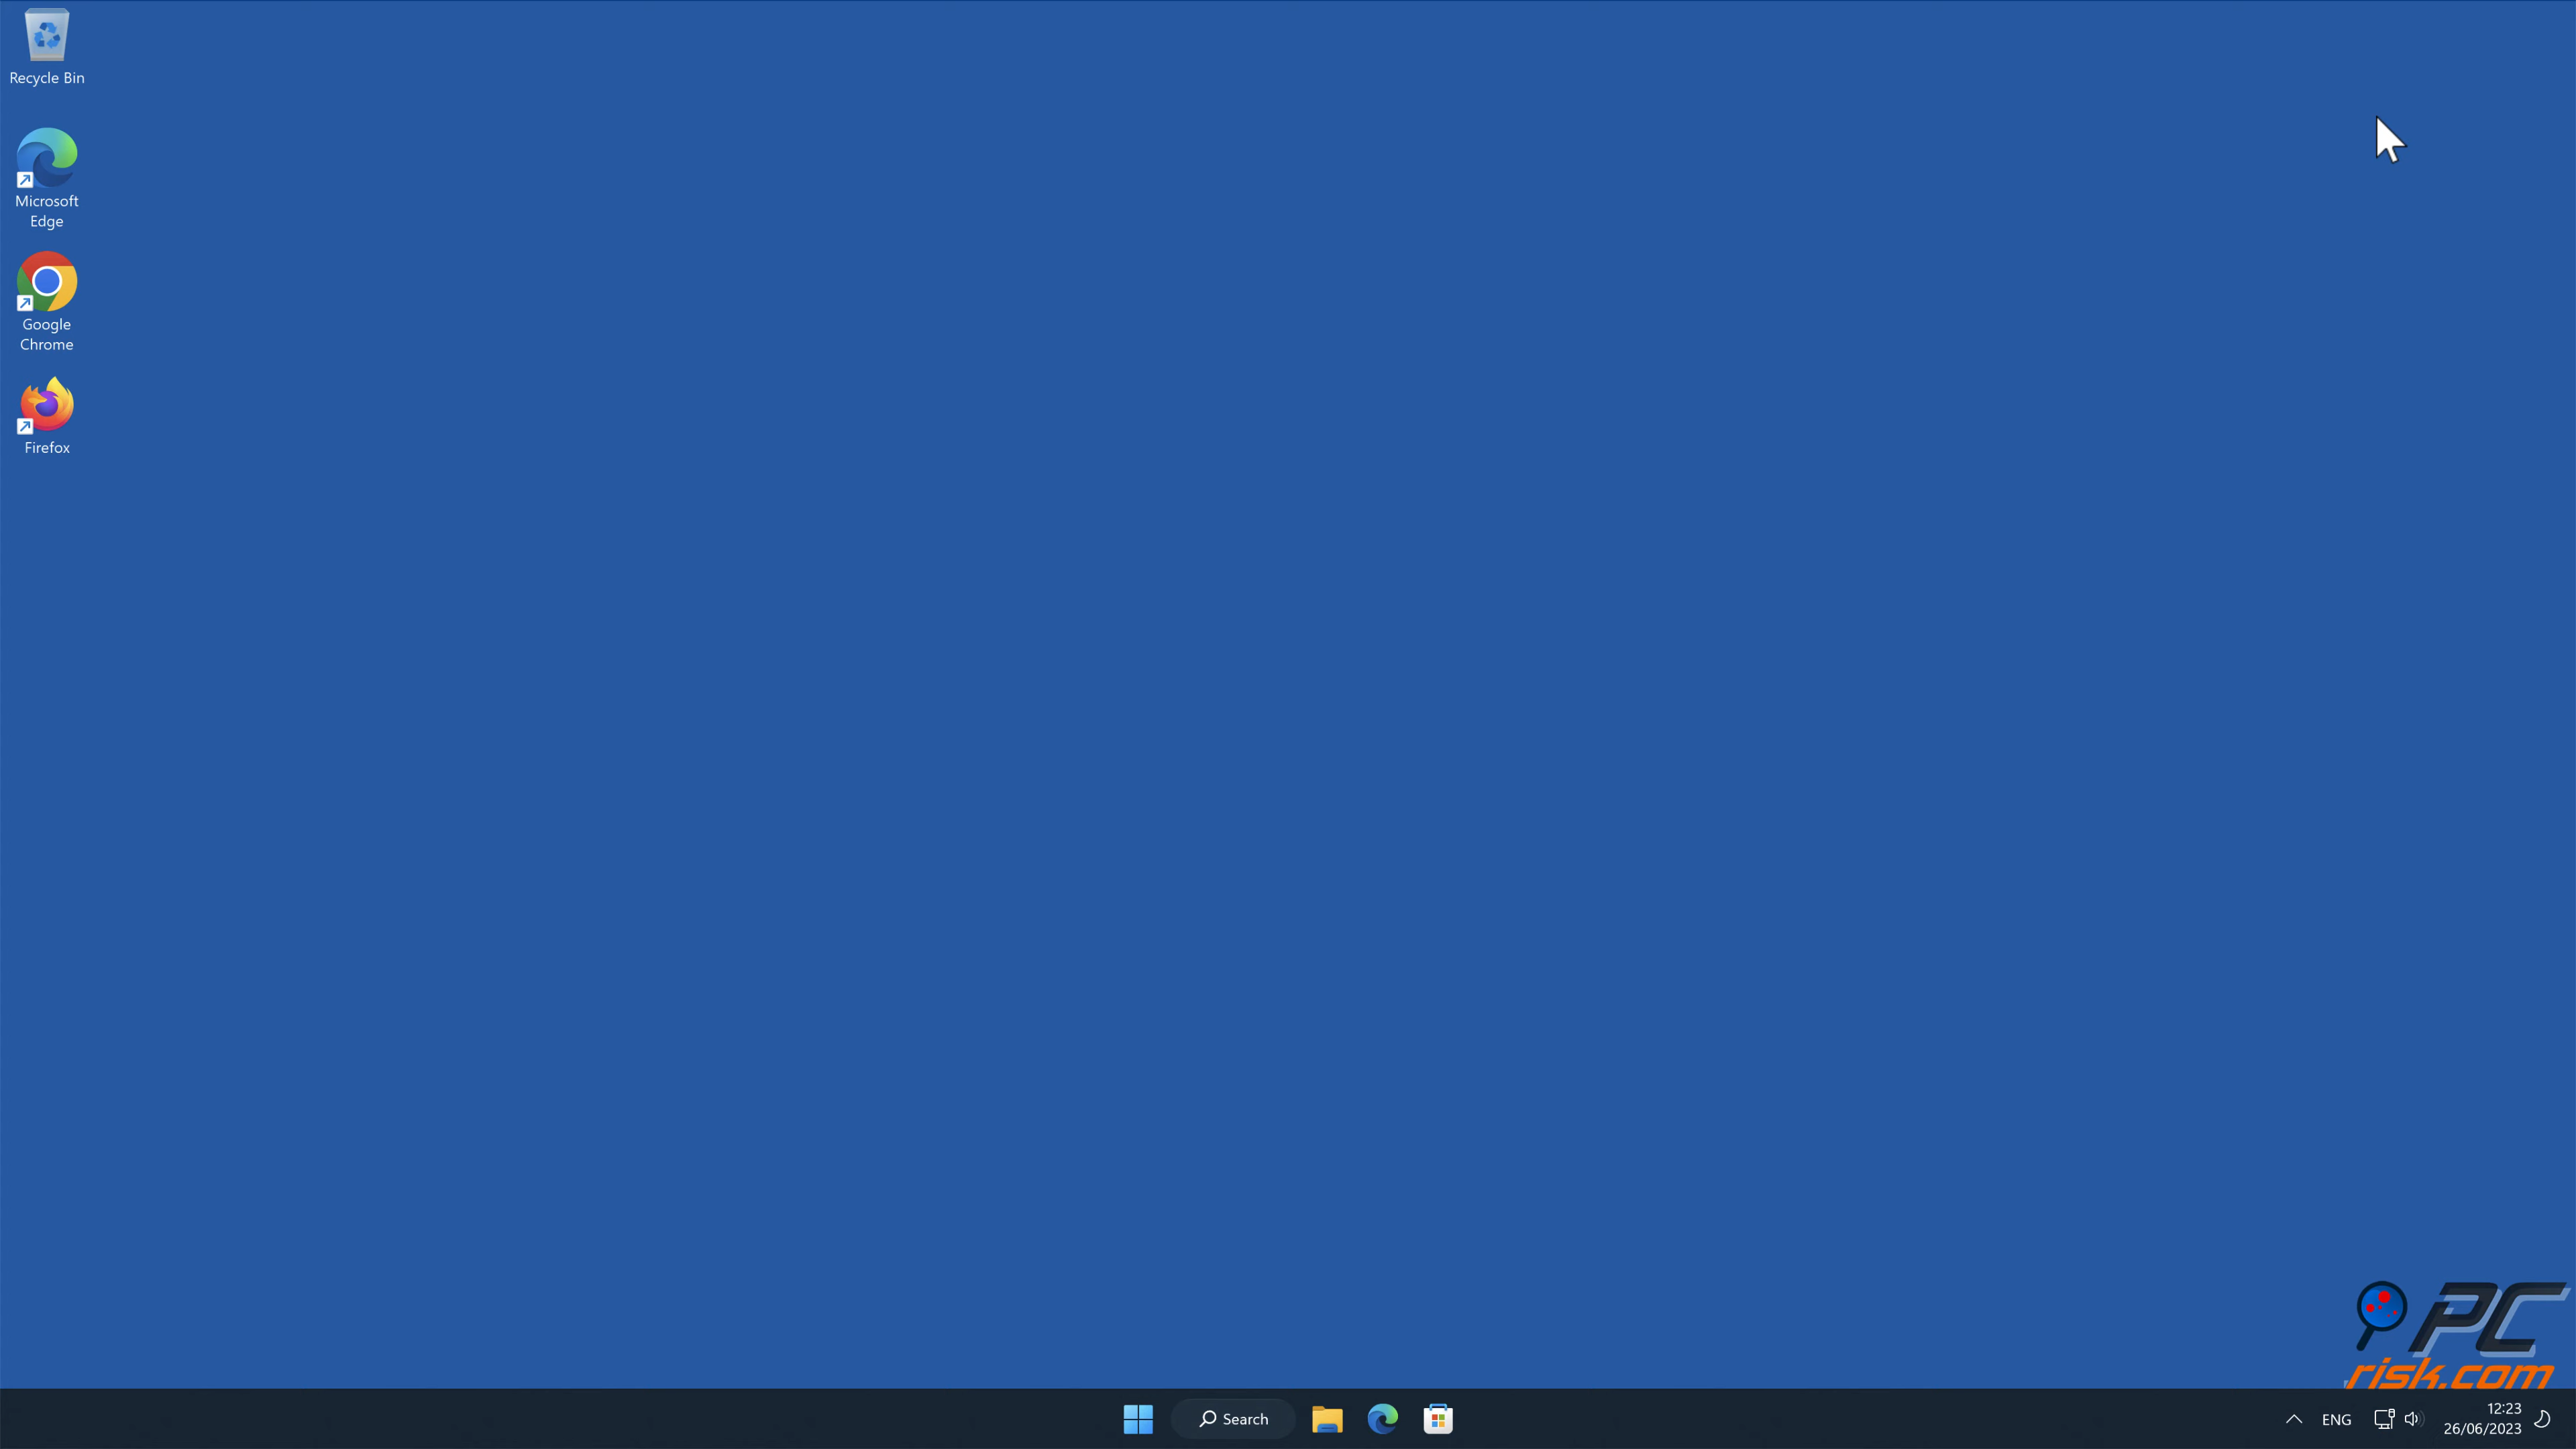 Recycle Bin
Microsoft
Edge
Google
Chrome
Firefox
PC
risk.com
Search
ENG
12:23
26/06/2023